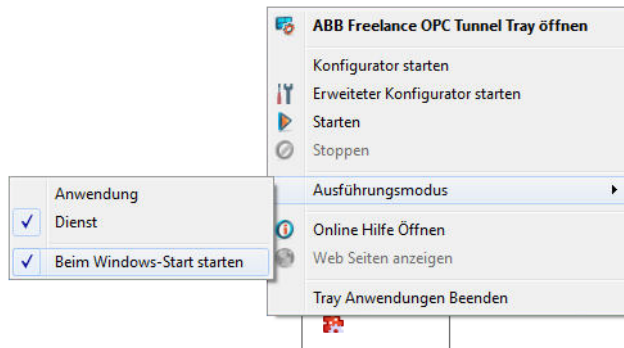 ABB Freelance OPC Tunnel Tray öffnen
Konfigurator starten
Erweiteter Konfigurator starten
Starten
Stoppen
Ausführungsmodus
Anwendung
Dienst
Beim Windows-Start starten
Online Hilfe Öffnen
Web Seiten anzeigen
Tray Anwendungen Beenden